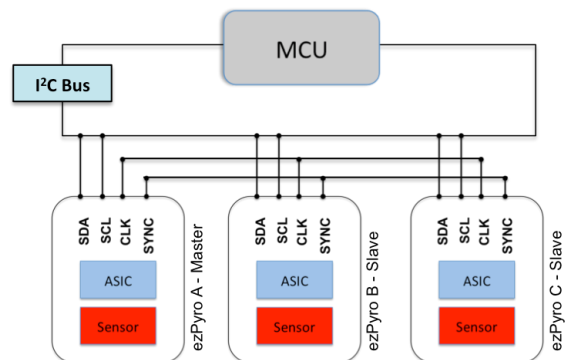 MCU
I²C Bus
SDA
SCL
CLK
SYNC
ASIC
Sensor
ezPyro A - Master
SDA
SCL
CLK
SYNC
ASIC
Sensor
ezPyro B - Slave
SDA
SCL
CLK
SYNC
ASIC
Sensor
ezPyro C - Slave